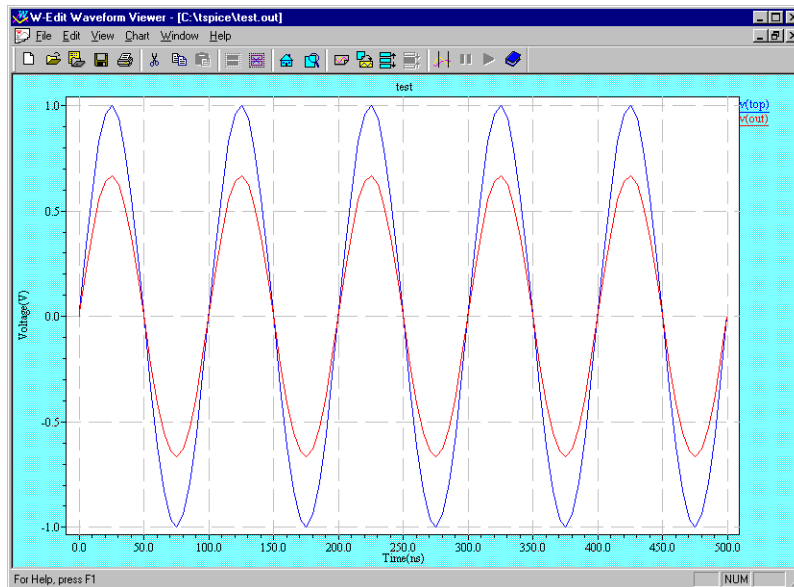 W-Edit Waveform Viewer - [C:\tspice\test.out]
File Edit View Chart Window Help
test
v(top)
v(out)
1.0
0.5
0.0
-0.5
-1.0
Voltage(V)
0.0 50.0 100.0 150.0 200.0 250.0 300.0 350.0 400.0 450.0 500.0
Time(ns)
For Help, press F1
NUM